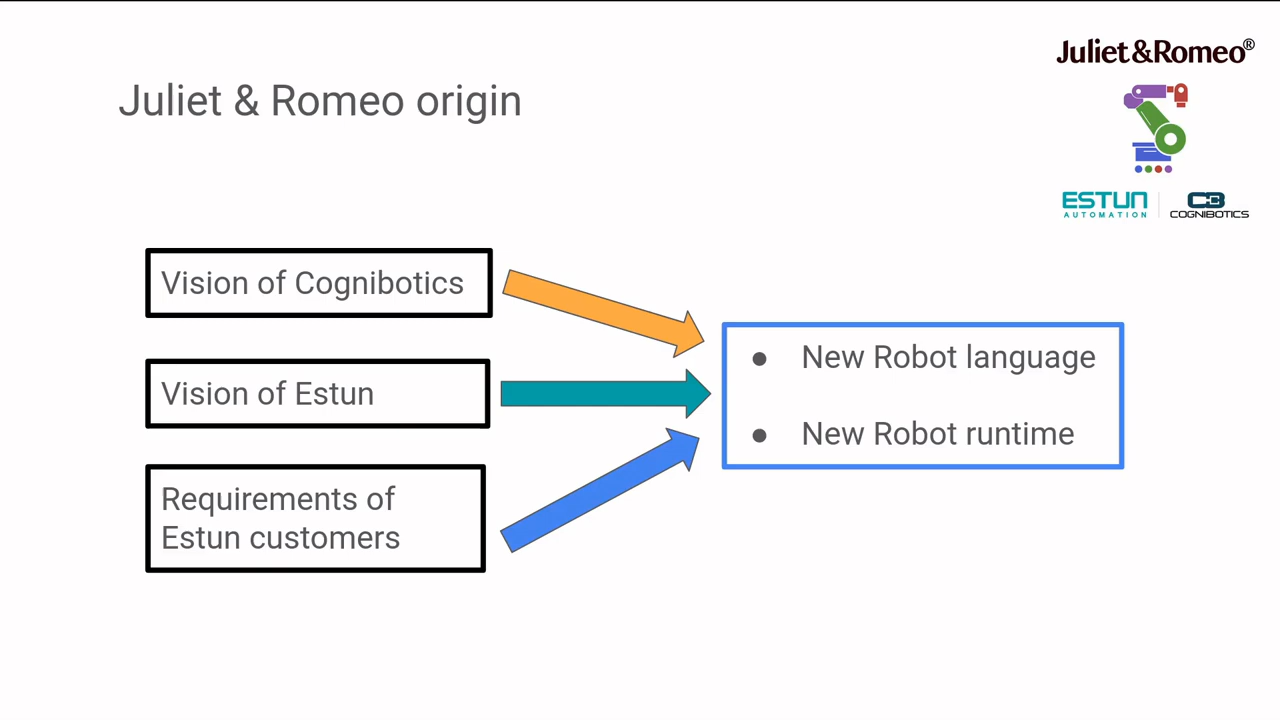 Juliet&Romeo®
Juliet & Romeo origin
ESTUN
AUTOMATION
CB
COGNIBOTICS
Vision of Cognibotics
Vision of Estun
Requirements of
Estun customers
● New Robot language
● New Robot runtime